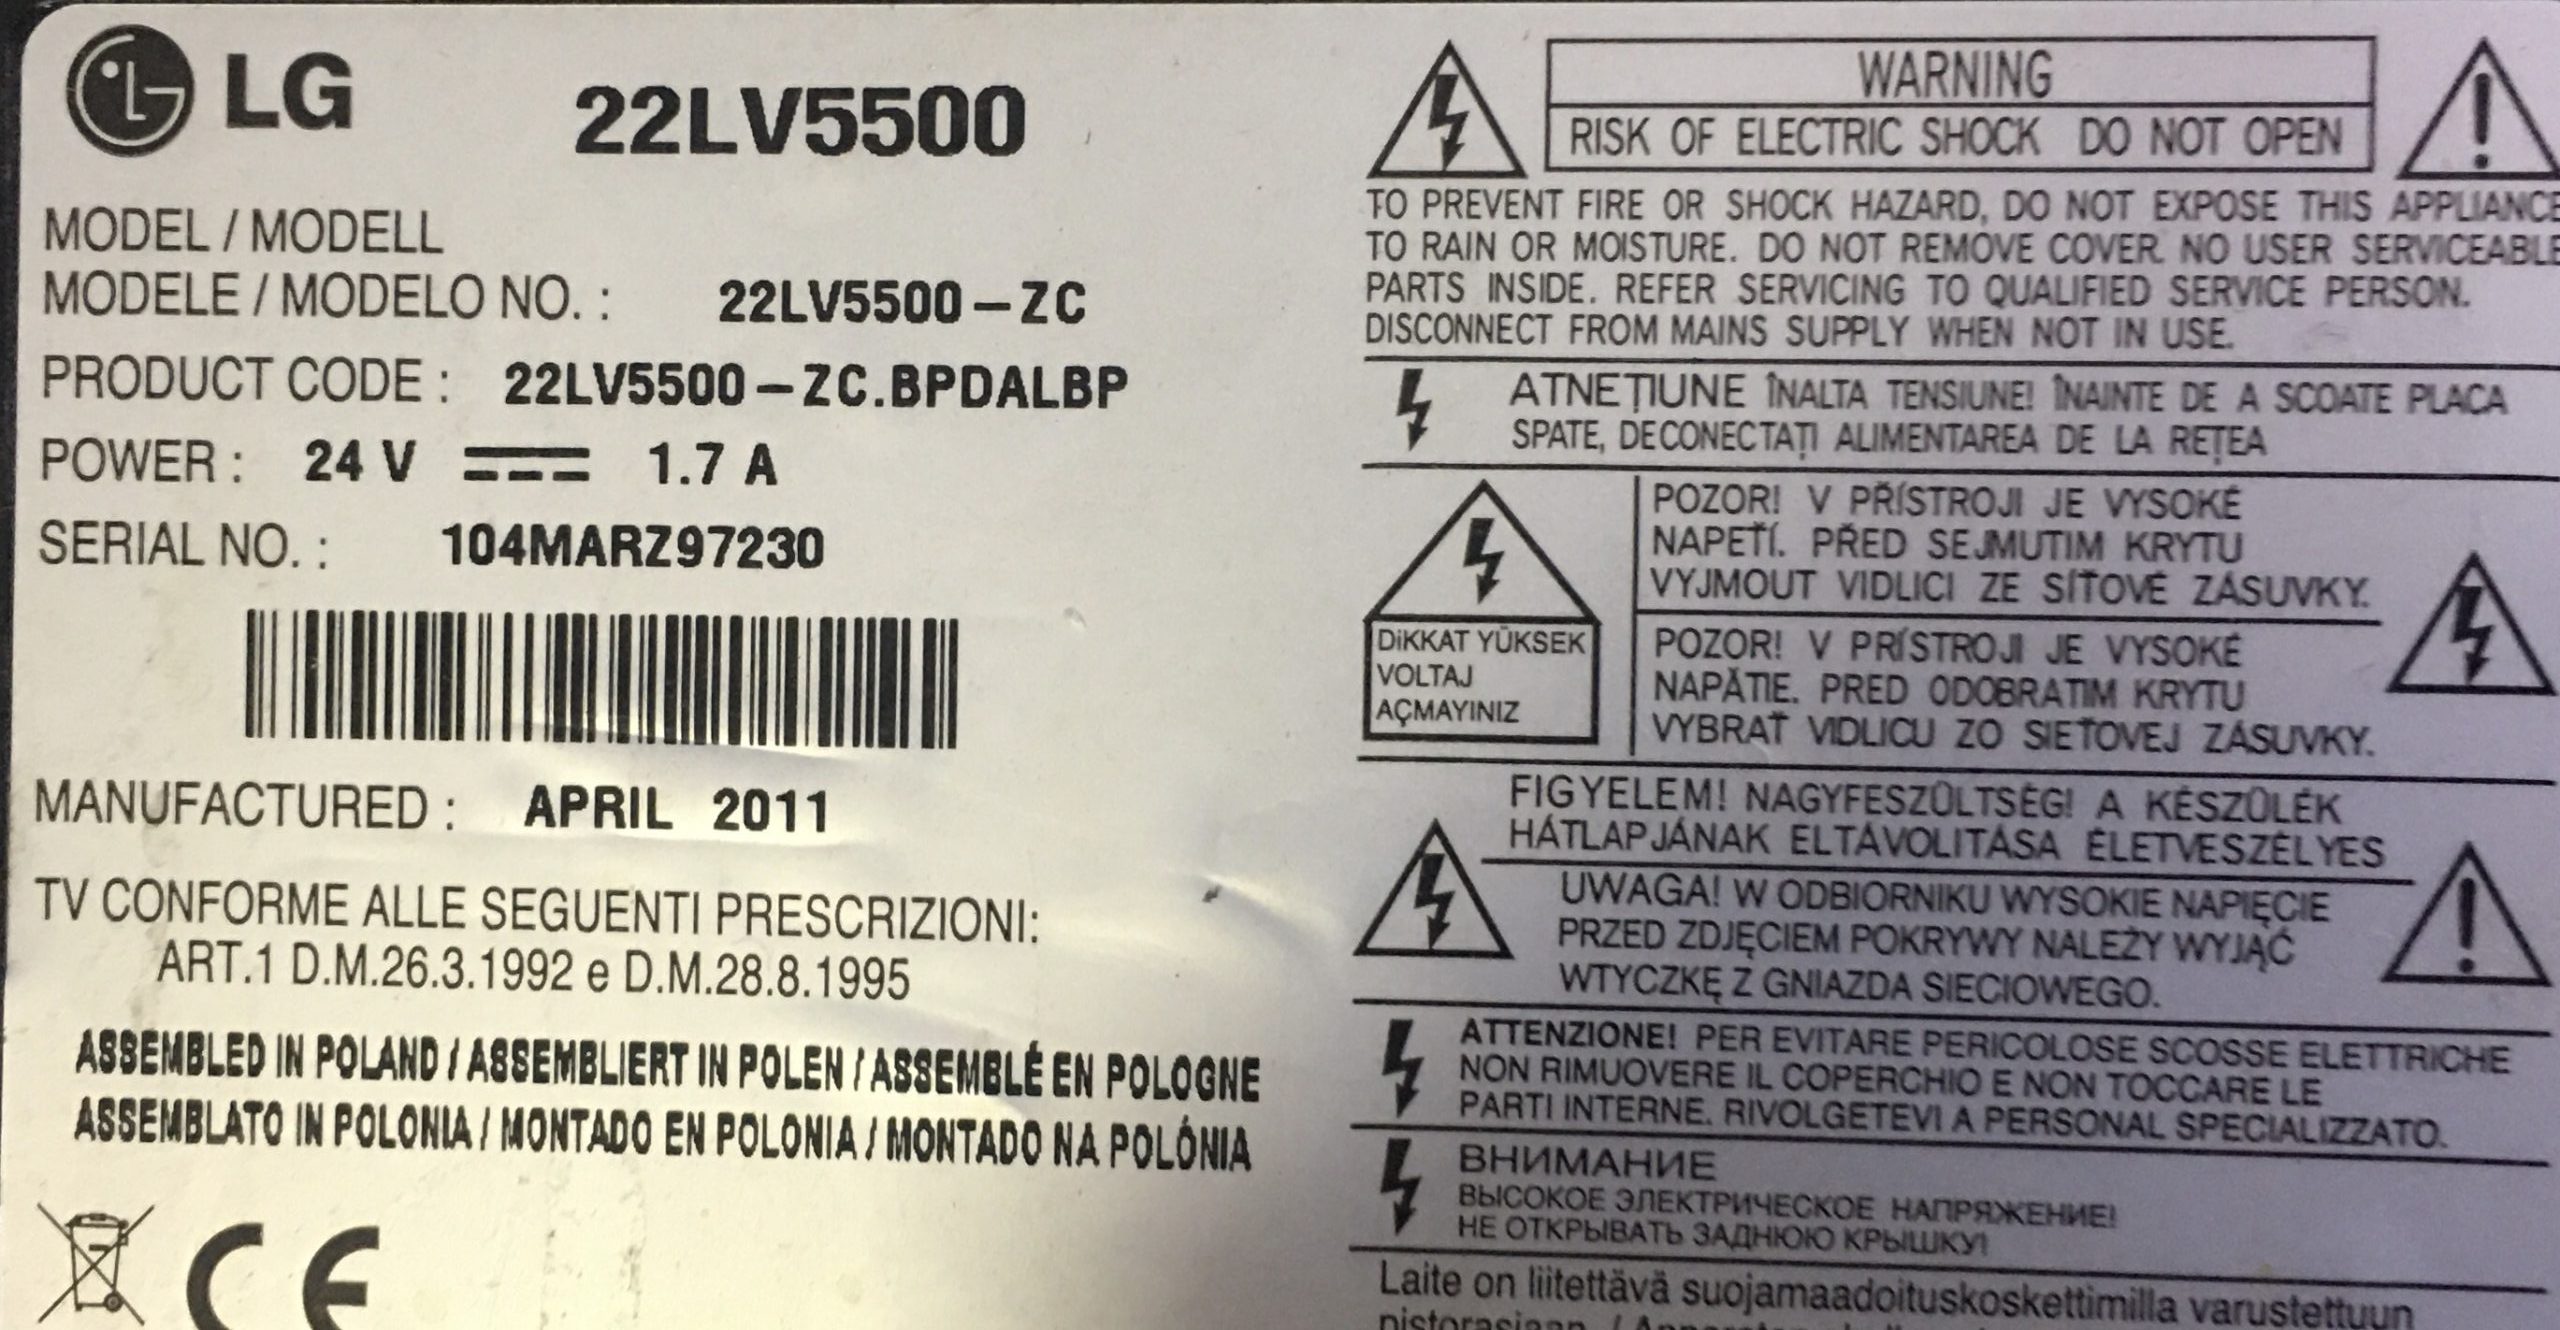 LG 22LV5500
MODEL / MODELL
MODELE / MODELO NO. : 22LV5500-ZC
PRODUCT CODE : 22LV5500-ZC.BPDALBP
POWER : 24 V 1.7 A
SERIAL NO. : 104MARZ97230
MANUFACTURED : APRIL 2011
TV CONFORME ALLE SEGUENTI PRESCRIZIONI:
ART.1 D.M.26.3.1992 e D.M.28.8.1995
ASSEMBLED IN POLAND / ASSEMBLIERT IN POLEN / ASSEMBLÉ EN POLOGNE
ASSEMBLATO IN POLONIA / MONTADO EN POLONIA / MONTADO NA POLÓNIA
CE
WARNING
RISK OF ELECTRIC SHOCK DO NOT OPEN
TO PREVENT FIRE OR SHOCK HAZARD, DO NOT EXPOSE THIS APPLIANCE
TO RAIN OR MOISTURE. DO NOT REMOVE COVER. NO USER SERVICEABLE
PARTS INSIDE. REFER SERVICING TO QUALIFIED SERVICE PERSON.
DISCONNECT FROM MAINS SUPPLY WHEN NOT IN USE.
ATNEȚIUNE ÎNALTA TENSIUNE! ÎNAINTE DE A SCOATE PLACA
SPATE, DECONECTAȚI ALIMENTAREA DE LA REȚEA
DiKKAT YÜKSEK
VOLTAJ
AÇMAYINIZ
POZOR! V PŘÍSTROJI JE VYSOKÉ
NAPETÍ. PŘED SEJMUTIM KRYTU
VYJMOUT VIDLICI ZE SÍŤOVÉ ZÁSUVKY.
POZOR! V PRÍSTROJI JE VYSOKÉ
NAPÄTIE. PRED ODOBRATIM KRYTU
VYBRAŤ VIDLICU ZO SIEŤOVEJ ZÁSUVKY.
FIGYELEM! NAGYFESZÜLTSÉG! A KÉSZÜLÉK
HÁTLAPJÁNAK ELTÁVOLITÁSA ÉLETVESZÉLYES
UWAGA! W ODBIORNIKU WYSOKIE NAPIĘCIE
PRZED ZDJĘCIEM POKRYWY NALEŻY WYJĄĆ
WTYCZKĘ Z GNIAZDA SIECIOWEGO.
ATTENZIONE! PER EVITARE PERICOLOSE SCOSSE ELETTRICHE
NON RIMUOVERE IL COPERCHIO E NON TOCCARE LE
PARTI INTERNE. RIVOLGETEVI A PERSONAL SPECIALIZZATO.
ВНИМАНИЕ
ВЫСОКОЕ ЭЛЕКТРИЧЕСКОЕ НАПРЯЖЕНИЕ!
НЕ ОТКРЫВАТЬ ЗАДНЮЮ КРЫШКУ!
Laite on liitettävä suojamaadoituskoskettimilla varustettuun